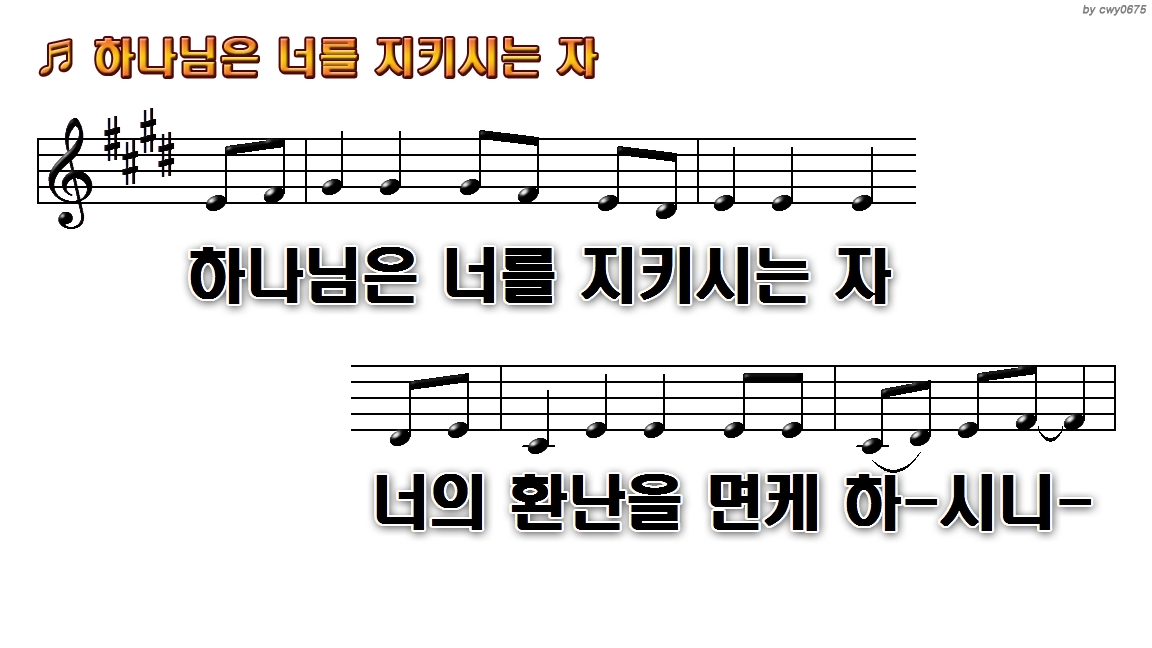 by cwy0675
♬ 하나님은 너를 지키시는 자
하나님은 너를 지키시는 자
너의 환난을 면케 하-시니-